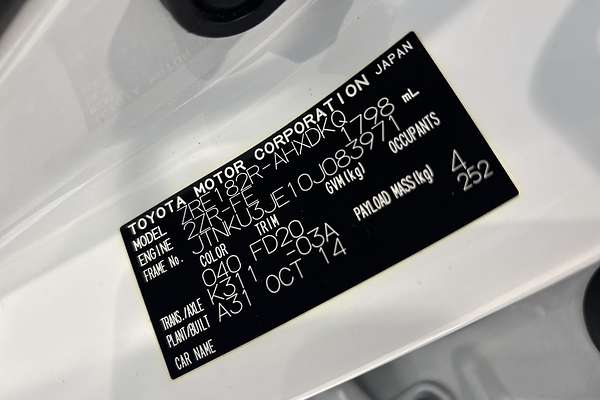 TOYOTA MOTOR CORPORATION JAPAN
MODEL ZRE182R-AHXDKQ
ENGINE 2ZR-FE 1798 mL
FRAME No. JTNKU3JE10J083971
COLOR TRIM GVM(kg) OCCUPANTS
040 FD20 4
TRANS./AXLE K311 -03A PAYLOAD MASS(kg) 252
PLANT/BUILT A31 OCT 14
CAR NAME